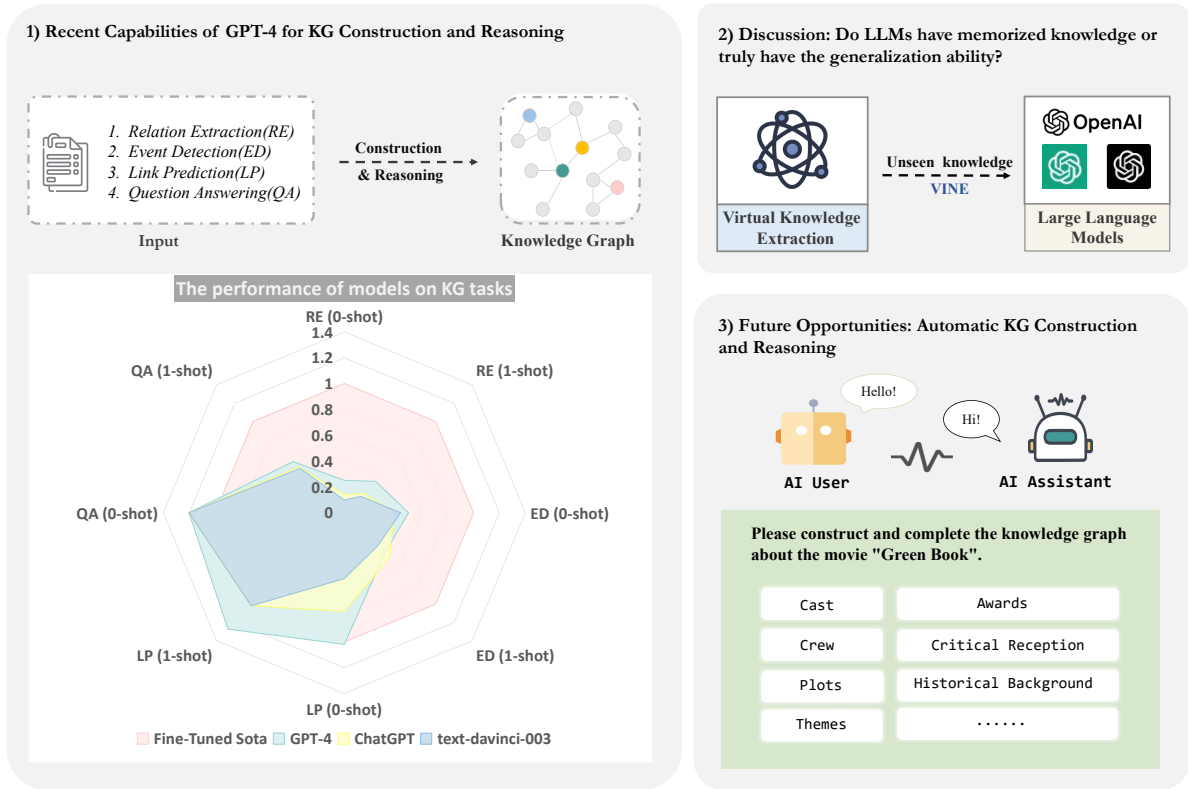 1) Recent Capabilities of GPT-4 for KG Construction and Reasoning
1. Relation Extraction(RE)
2. Event Detection(ED)
3. Link Prediction(LP)
4. Question Answering(QA)
Input
Construction
& Reasoning
Knowledge Graph
The performance of models on KG tasks
RE (0-shot)
1.4
1.2
1
0.8
0.6
0.4
0.2
0
RE (1-shot)
ED (0-shot)
ED (1-shot)
LP (0-shot)
LP (1-shot)
QA (0-shot)
QA (1-shot)
Fine-Tuned Sota
GPT-4
ChatGPT
text-davinci-003
2) Discussion: Do LLMs have memorized knowledge or
truly have the generalization ability?
Virtual Knowledge
Extraction
Unseen knowledge
VINE
OpenAI
Large Language
Models
3) Future Opportunities: Automatic KG Construction
and Reasoning
Hello!
AI User
Hi!
AI Assistant
Please construct and complete the knowledge graph
about the movie "Green Book".
Cast
Awards
Crew
Critical Reception
Plots
Historical Background
Themes
······